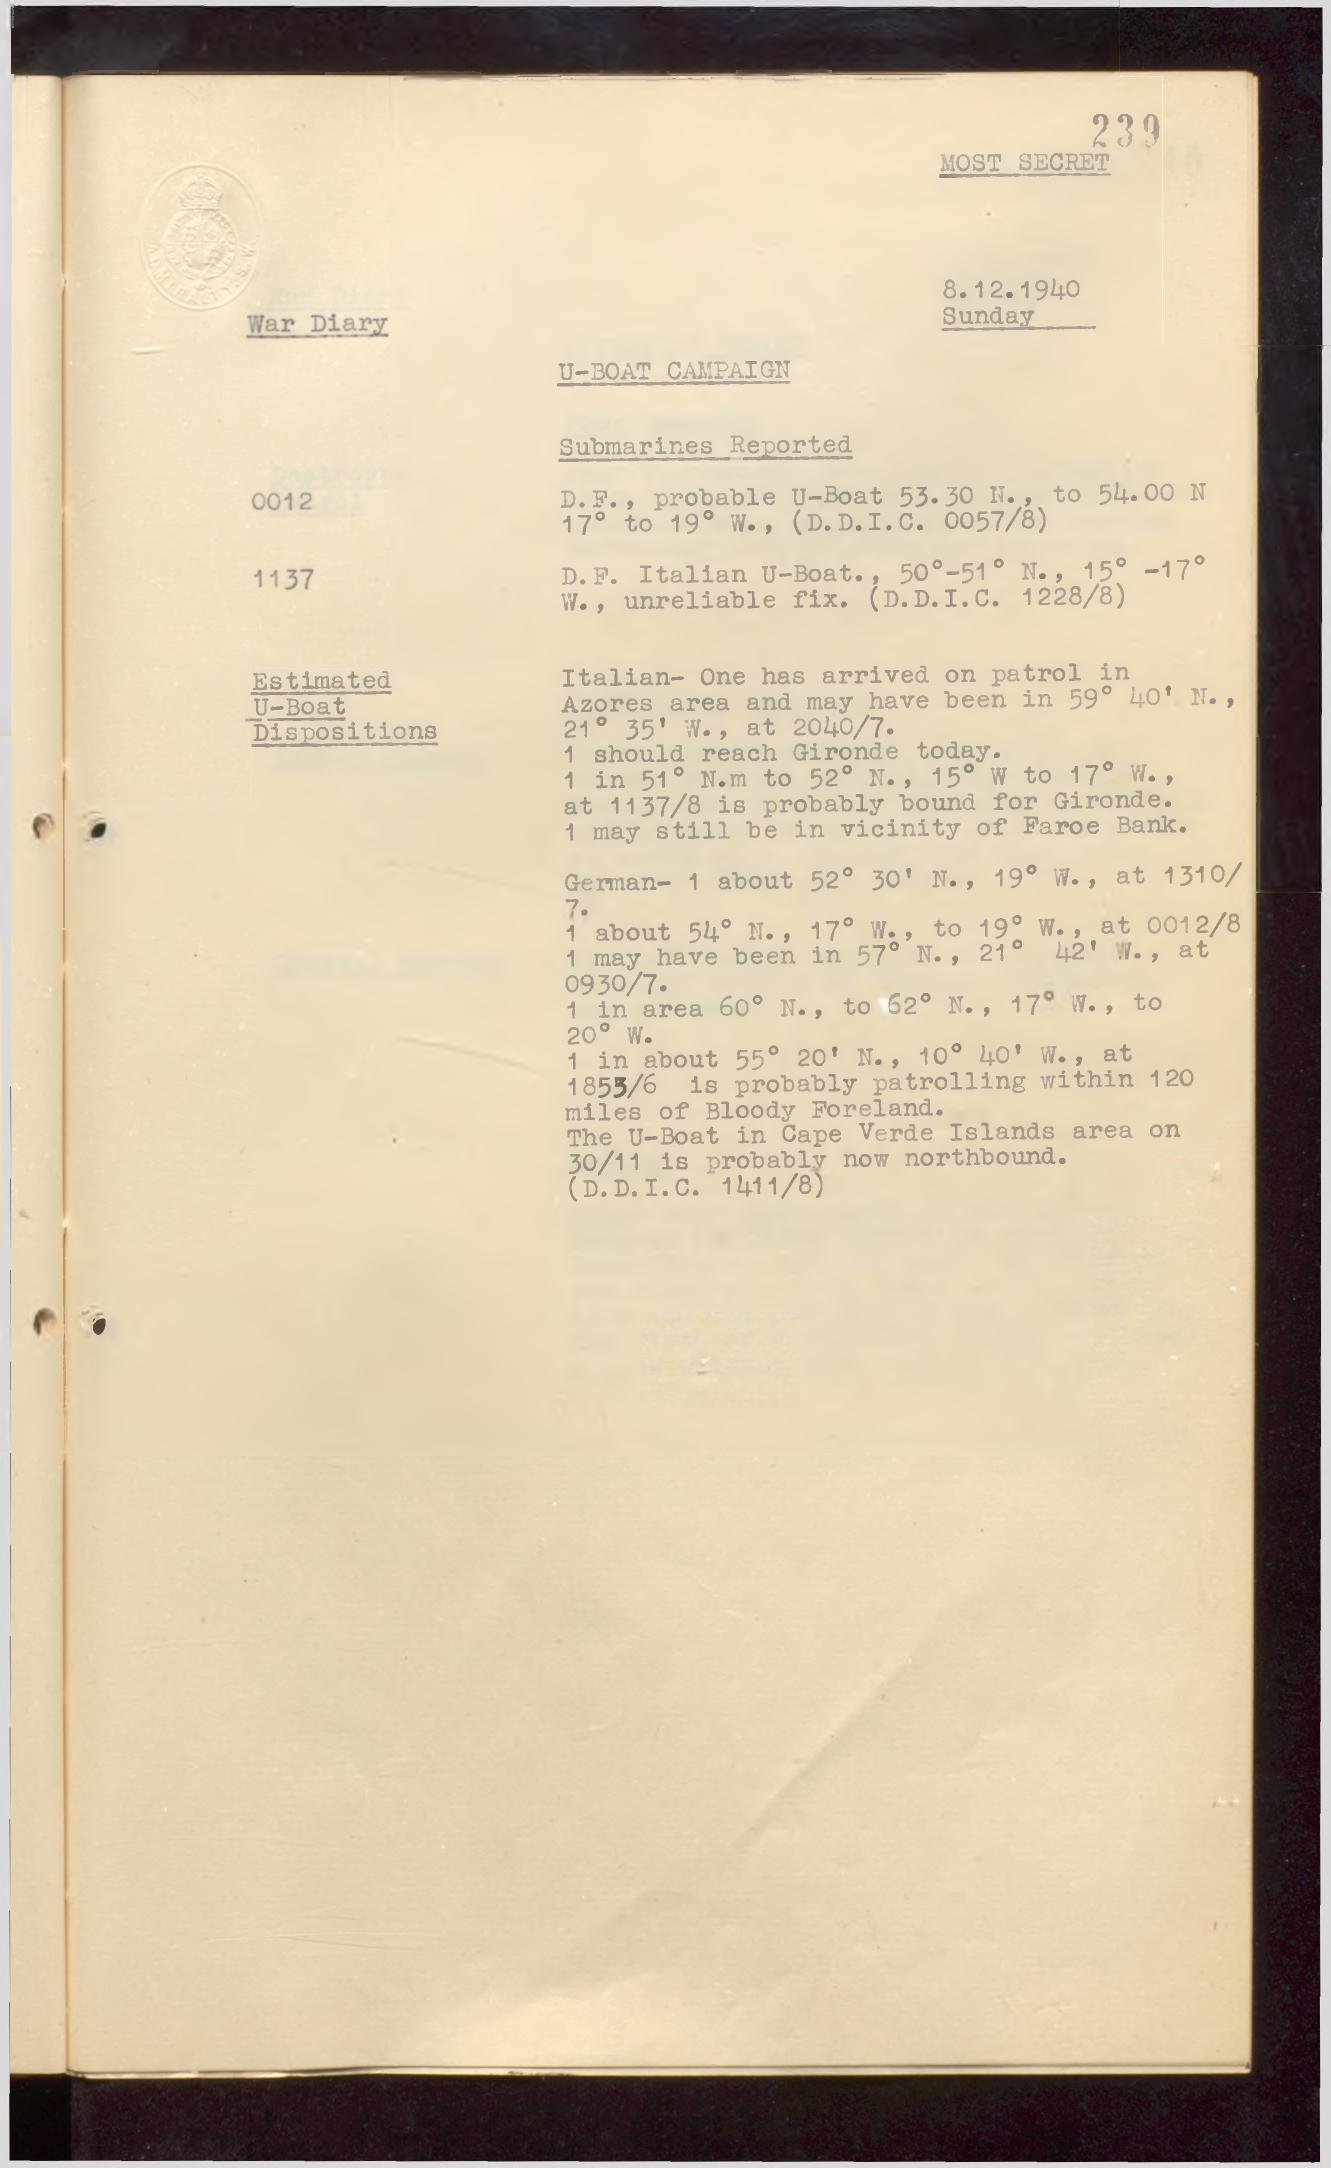 239
MOST SECRET
ADMIRALTY. S.W.
8.12.1940
War Diary
Sunday
U-BOAT CAMPAIGN
Submarines Reported
0012
D.F., probable U-Boat 53.30 N., to 54.00 N
17° to 19° W., (D.D.I.C. 0057/8)
1137
D.F. Italian U-Boat., 50°-51° N., 15° -17°
W., unreliable fix. (D.D.I.C. 1228/8)
Estimated
U-Boat
Dispositions
Italian- One has arrived on patrol in
Azores area and may have been in 59° 40' N.,
21° 35' W., at 2040/7.
1 should reach Gironde today.
1 in 51° N.m to 52° N., 15° W to 17° W.,
at 1137/8 is probably bound for Gironde.
1 may still be in vicinity of Faroe Bank.
German- 1 about 52° 30' N., 19° W., at 1310/
7.
1 about 54° N., 17° W., to 19° W., at 0012/8
1 may have been in 57° N., 21° 42' W., at
0930/7.
1 in area 60° N., to 62° N., 17° W., to
20° W.
1 in about 55° 20' N., 10° 40' W., at
1853/6 is probably patrolling within 120
miles of Bloody Foreland.
The U-Boat in Cape Verde Islands area on
30/11 is probably now northbound.
(D.D.I.C. 1411/8)